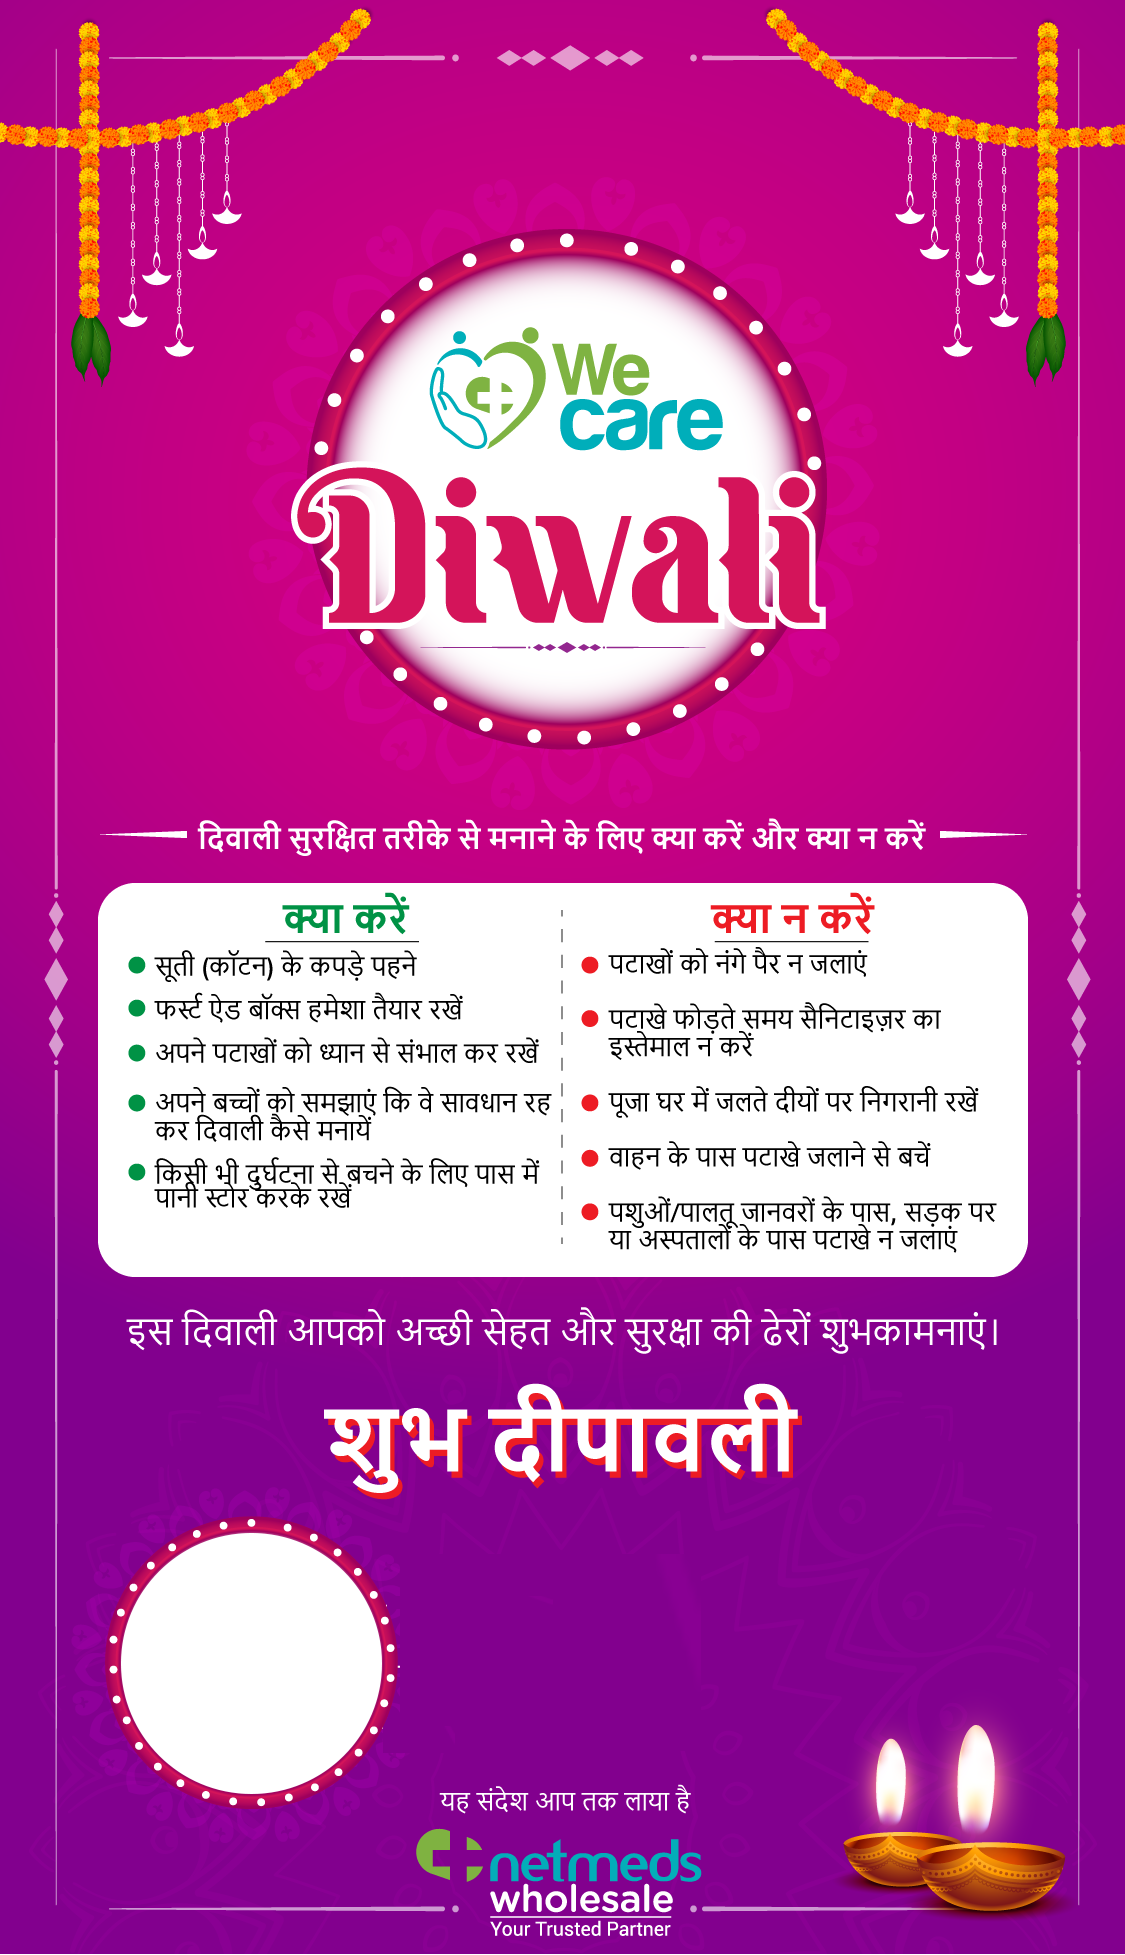 We
care
Diwali
दिवाली सुरक्षित तरीके से मनाने के लिए क्या करें और क्या न करें
क्या करें
सूती (कॉटन) के कपड़े पहने
फर्स्ट ऐड बॉक्स हमेशा तैयार रखें
अपने पटाखों को ध्यान से संभाल कर रखें
अपने बच्चों को समझाएं कि वे सावधान रह
कर दिवाली कैसे मनायें
किसी भी दुर्घटना से बचने के लिए पास में
पानी स्टोर करके रखें
क्या न करें
पटाखों को नंगे पैर न जलाएं
पटाखे फोड़ते समय सैनिटाइज़र का
इस्तेमाल न करें
पूजा घर में जलते दीयों पर निगरानी रखें
वाहन के पास पटाखे जलाने से बचें
पशुओं/पालतू जानवरों के पास, सड़क पर
या अस्पतालों के पास पटाखे न जलाएं
इस दिवाली आपको अच्छी सेहत और सुरक्षा की ढेरों शुभकामनाएं।
शुभ दीपावली
यह संदेश आप तक लाया है
netmeds
wholesale
Your Trusted Partner